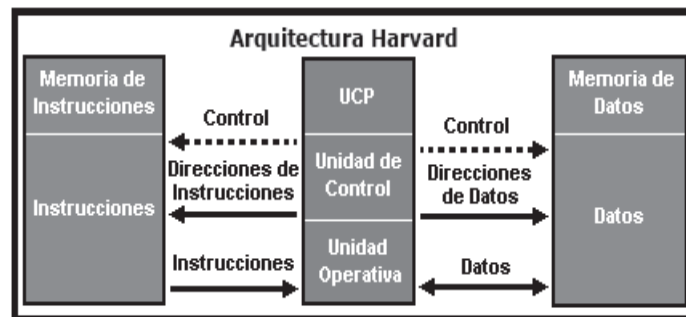 Arquitectura Harvard
Memoria de
Instrucciones
Instrucciones
Control
Direcciones de
Instrucciones
Instrucciones
UCP
Unidad de
Control
Unidad
Operativa
Control
Direcciones
de Datos
Datos
Memoria de
Datos
Datos